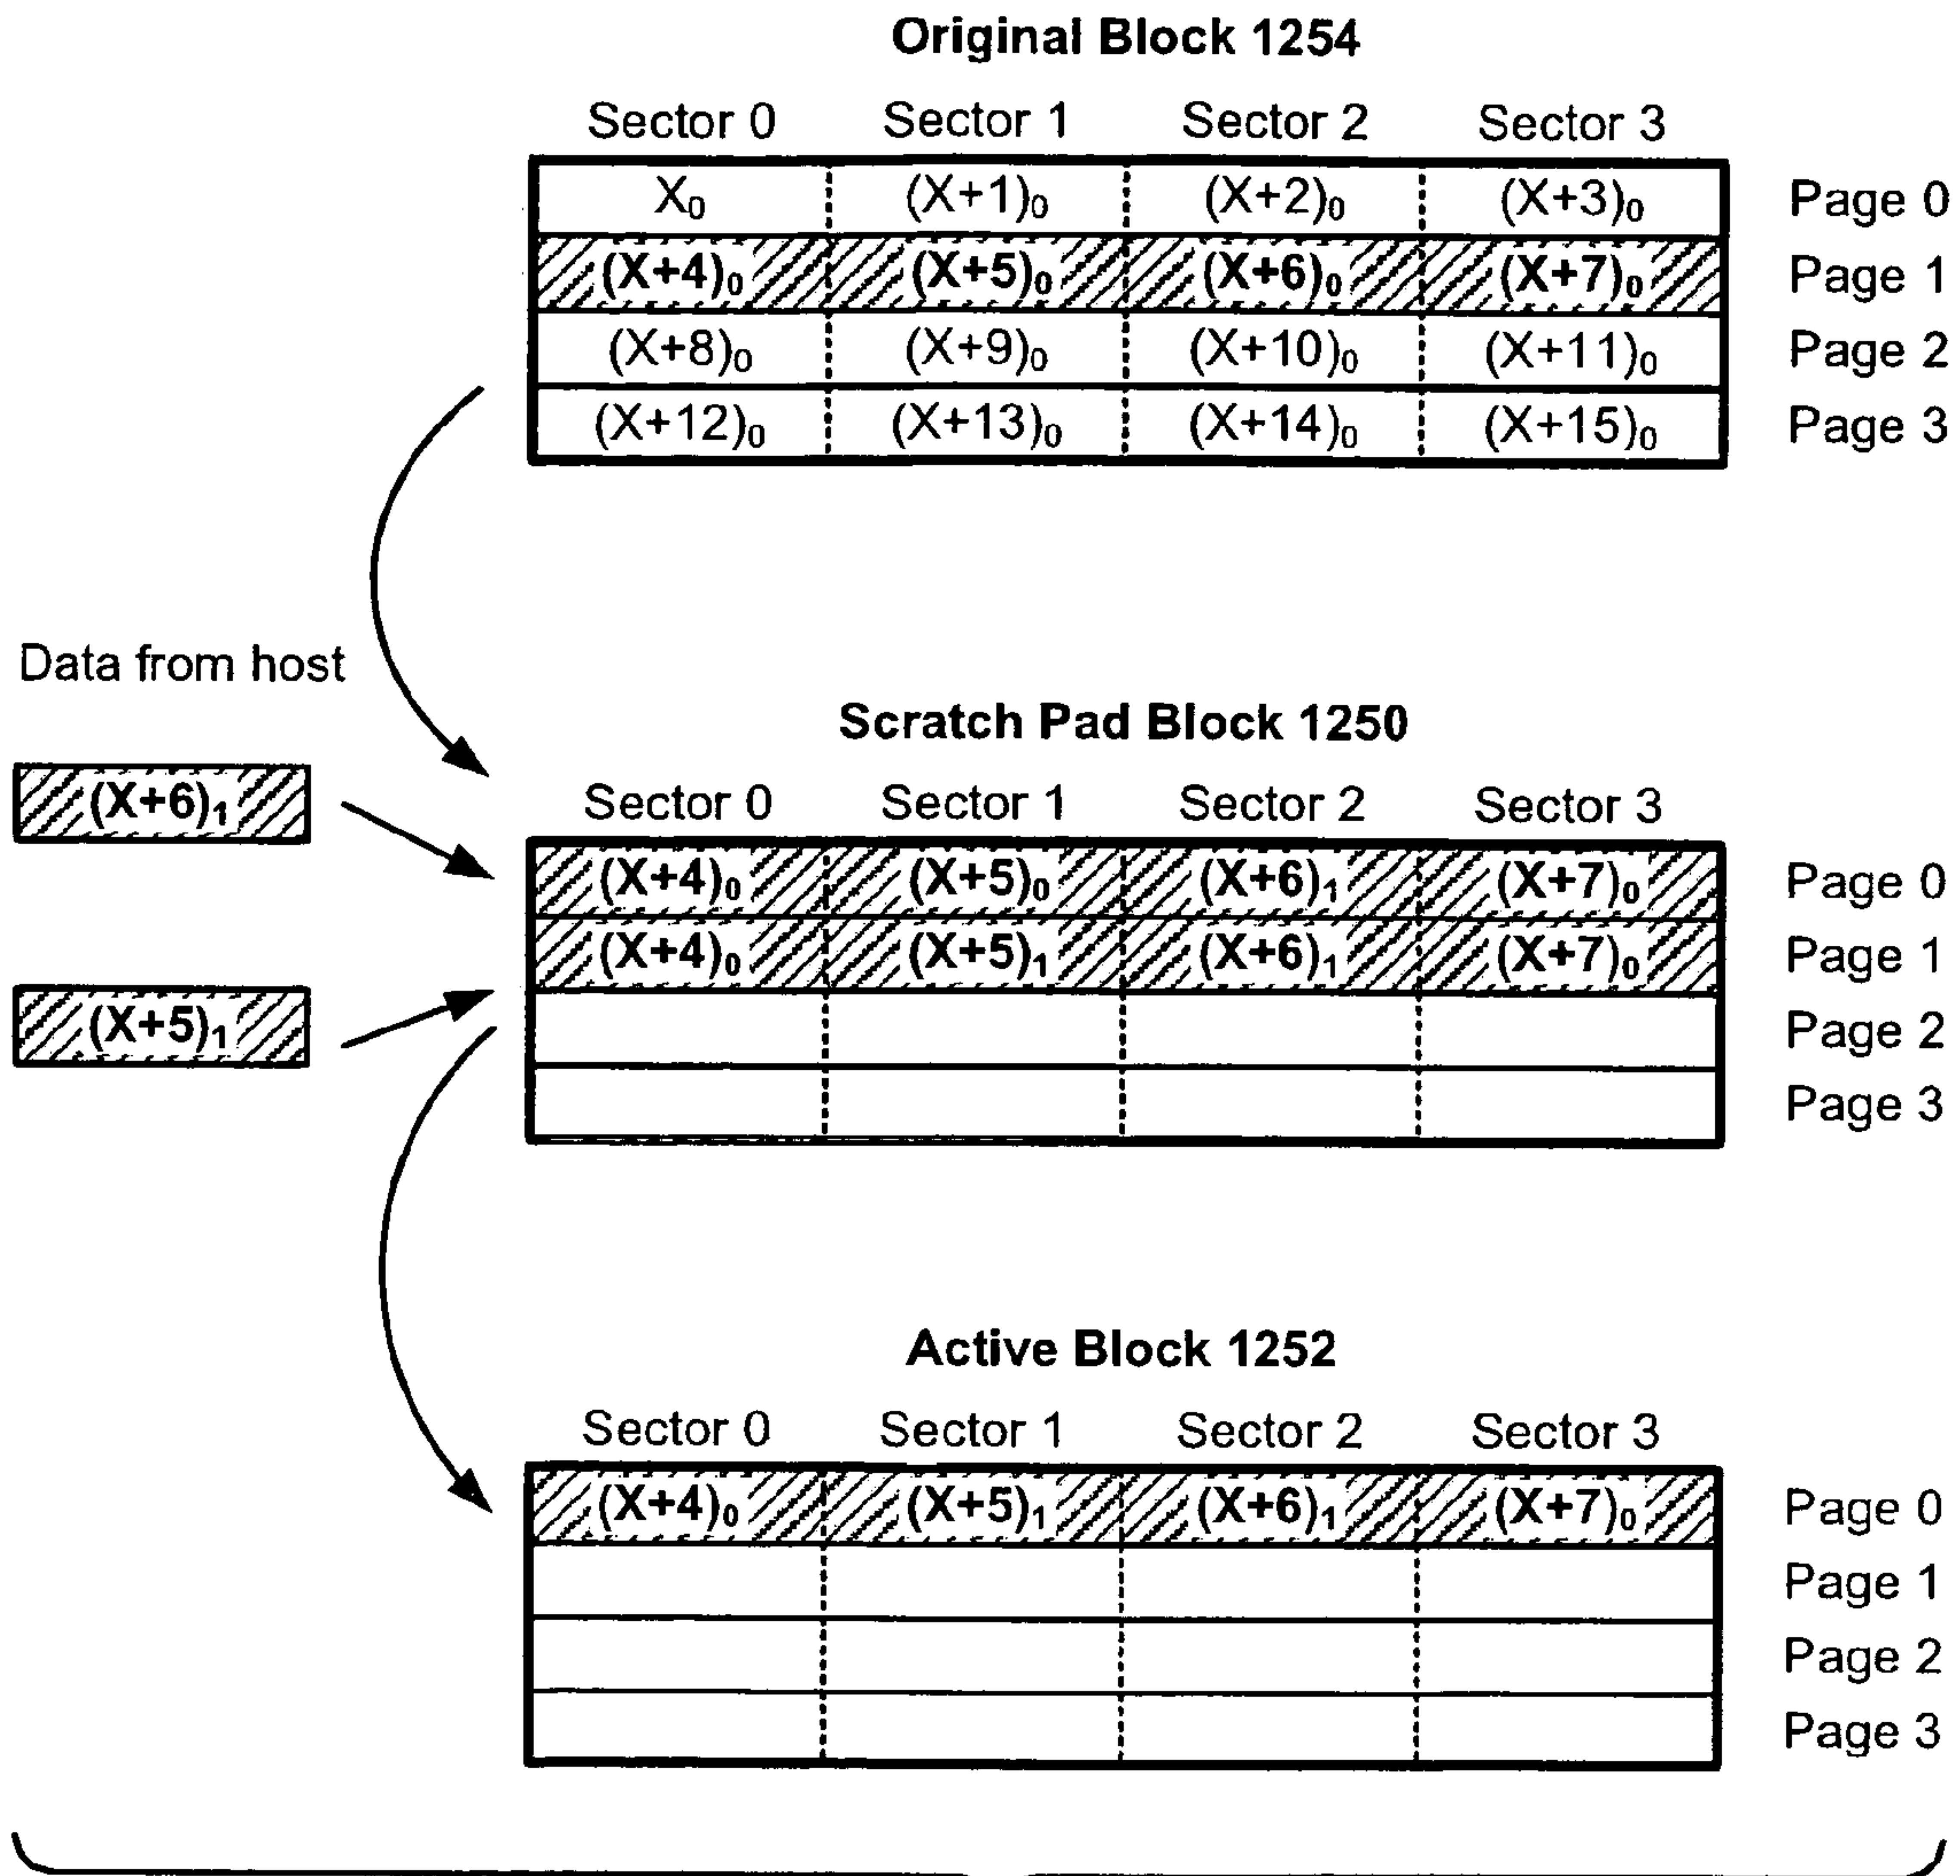 Original Block 1254
Sector 0 Sector 1 Sector 2 Sector 3
X₀ (X+1)₀ (X+2)₀ (X+3)₀ Page 0
(X+4)₀ (X+5)₀ (X+6)₀ (X+7)₀ Page 1
(X+8)₀ (X+9)₀ (X+10)₀ (X+11)₀ Page 2
(X+12)₀ (X+13)₀ (X+14)₀ (X+15)₀ Page 3
Data from host
Scratch Pad Block 1250
(X+6)₁
Sector 0 Sector 1 Sector 2 Sector 3
(X+4)₀ (X+5)₀ (X+6)₁ (X+7)₀ Page 0
(X+4)₀ (X+5)₁ (X+6)₁ (X+7)₀ Page 1
(X+5)₁ Page 2
Page 3
Active Block 1252
Sector 0 Sector 1 Sector 2 Sector 3
(X+4)₀ (X+5)₁ (X+6)₁ (X+7)₀ Page 0
Page 1
Page 2
Page 3